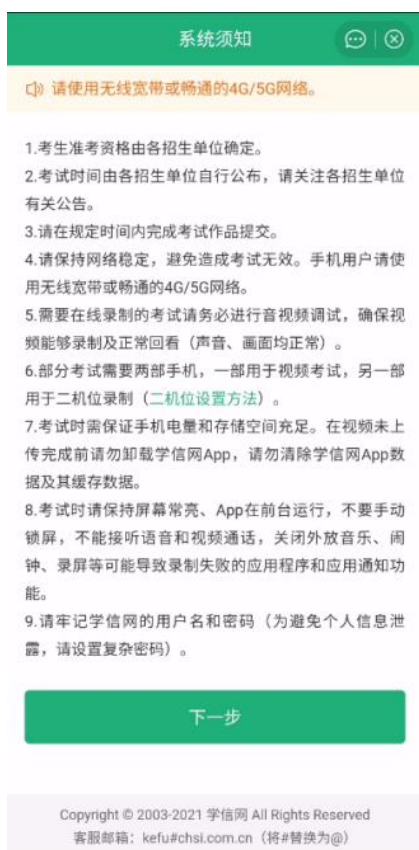 系统须知
请使用无线宽带或畅通的4G/5G网络。
1.考生准考资格由各招生单位确定。
2.考试时间由各招生单位自行公布，请关注各招生单位
有关公告。
3.请在规定时间内完成考试作品提交。
4.请保持网络稳定，避免造成考试无效。手机用户请使
用无线宽带或畅通的4G/5G网络。
5.需要在线录制的考试请务必进行音视频调试，确保视
频能够录制及正常回看（声音、画面均正常）。
6.部分考试需要两部手机，一部用于视频考试，另一部
用于二机位录制（二机位设置方法）。
7.考试时需保证手机电量和存储空间充足。在视频未上
传完成前请勿卸载学信网App，请勿清除学信网App数
据及其缓存数据。
8.考试时请保持屏幕常亮、App在前台运行，不要手动
锁屏，不能接听语音和视频通话，关闭外放音乐、闹
钟、录屏等可能导致录制失败的应用程序和应用通知功
能。
9.请牢记学信网的用户名和密码（为避免个人信息泄
露，请设置复杂密码）。
下一步
Copyright © 2003-2021 学信网 All Rights Reserved
客服邮箱：kefu#chsi.com.cn（将#替换为@）